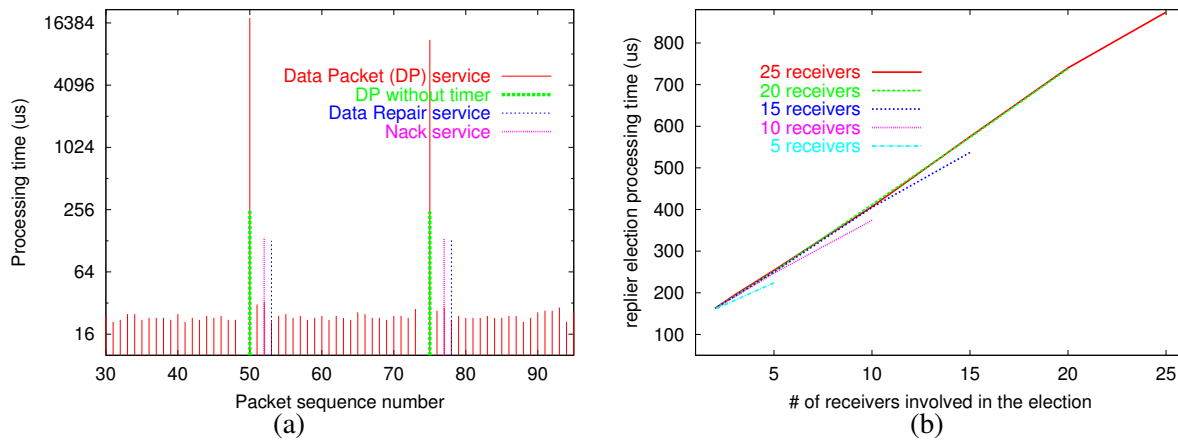 16384
4096
1024
256
64
16
Processing time (us)
Data Packet (DP) service
DP without timer
Data Repair service
Nack service
30 40 50 60 70 80 90
Packet sequence number
(a)
800
700
600
500
400
300
200
100
replier election processing time (us)
25 receivers
20 receivers
15 receivers
10 receivers
5 receivers
5 10 15 20 25
# of receivers involved in the election
(b)